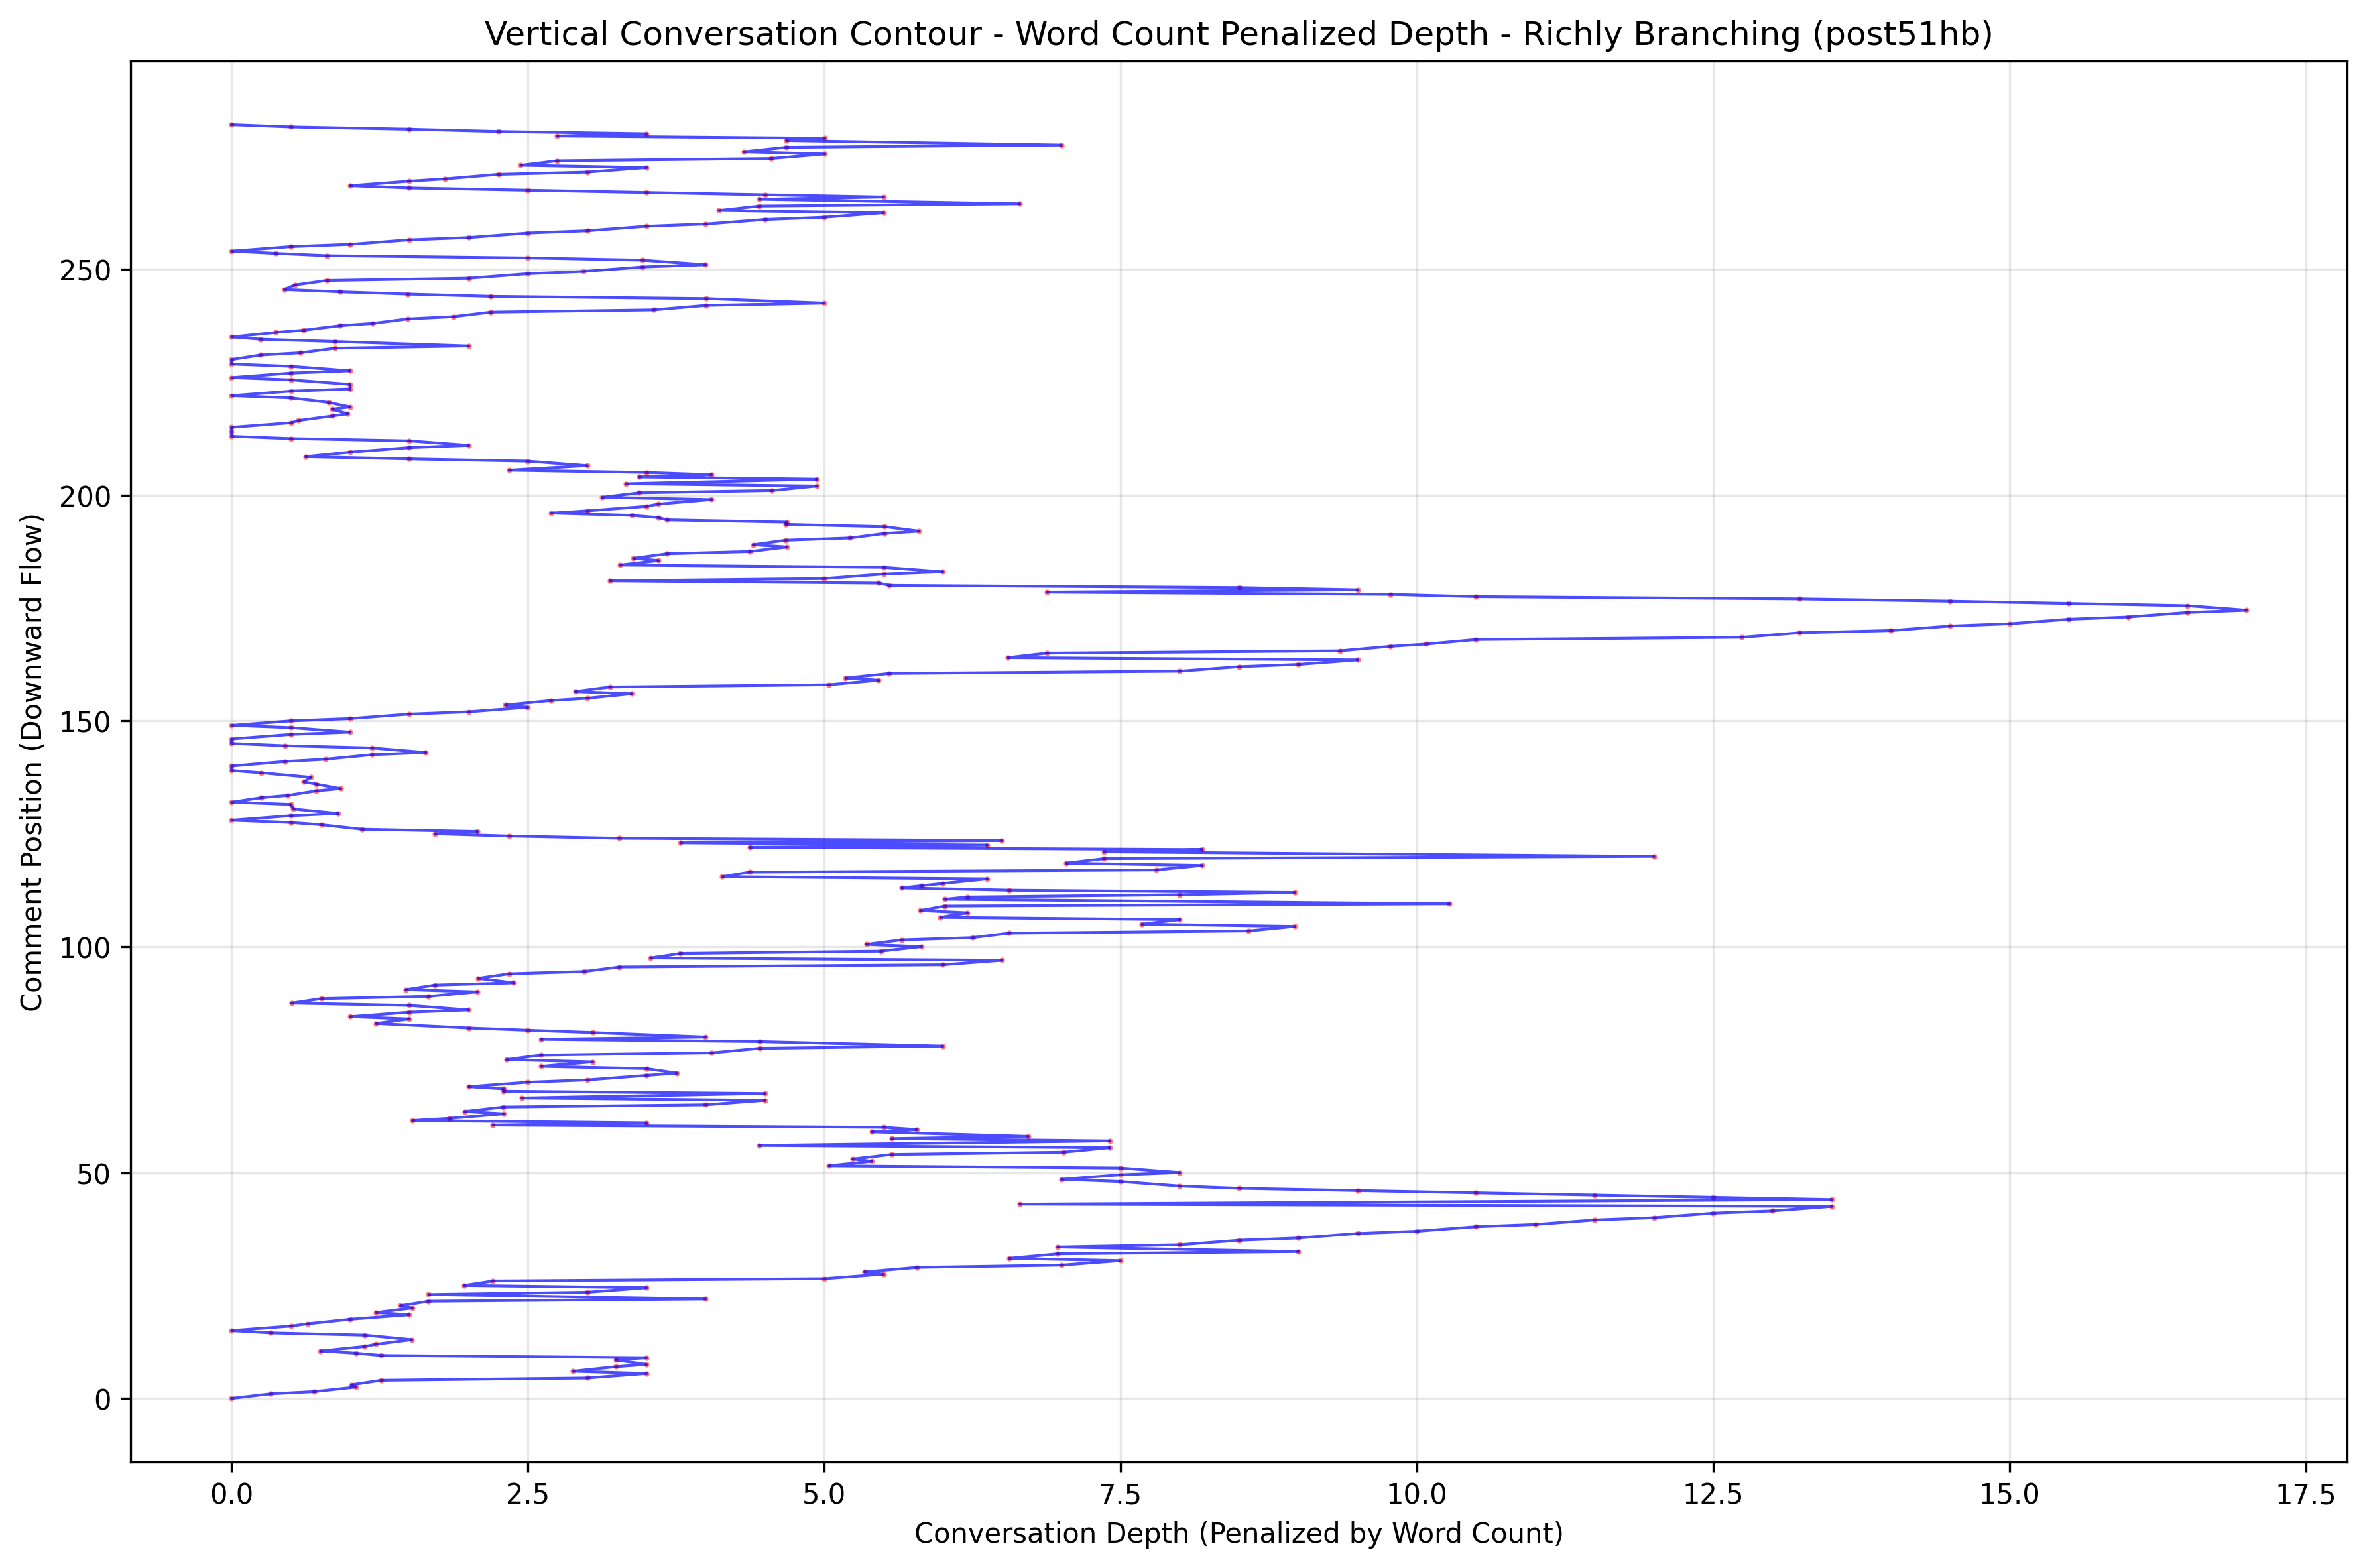 Vertical Conversation Contour - Word Count Penalized Depth - Richly Branching (post51hb)
Comment Position (Downward Flow)
250
200
150
100
50
0
0.0 2.5 5.0 7.5 10.0 12.5 15.0 17.5
Conversation Depth (Penalized by Word Count)